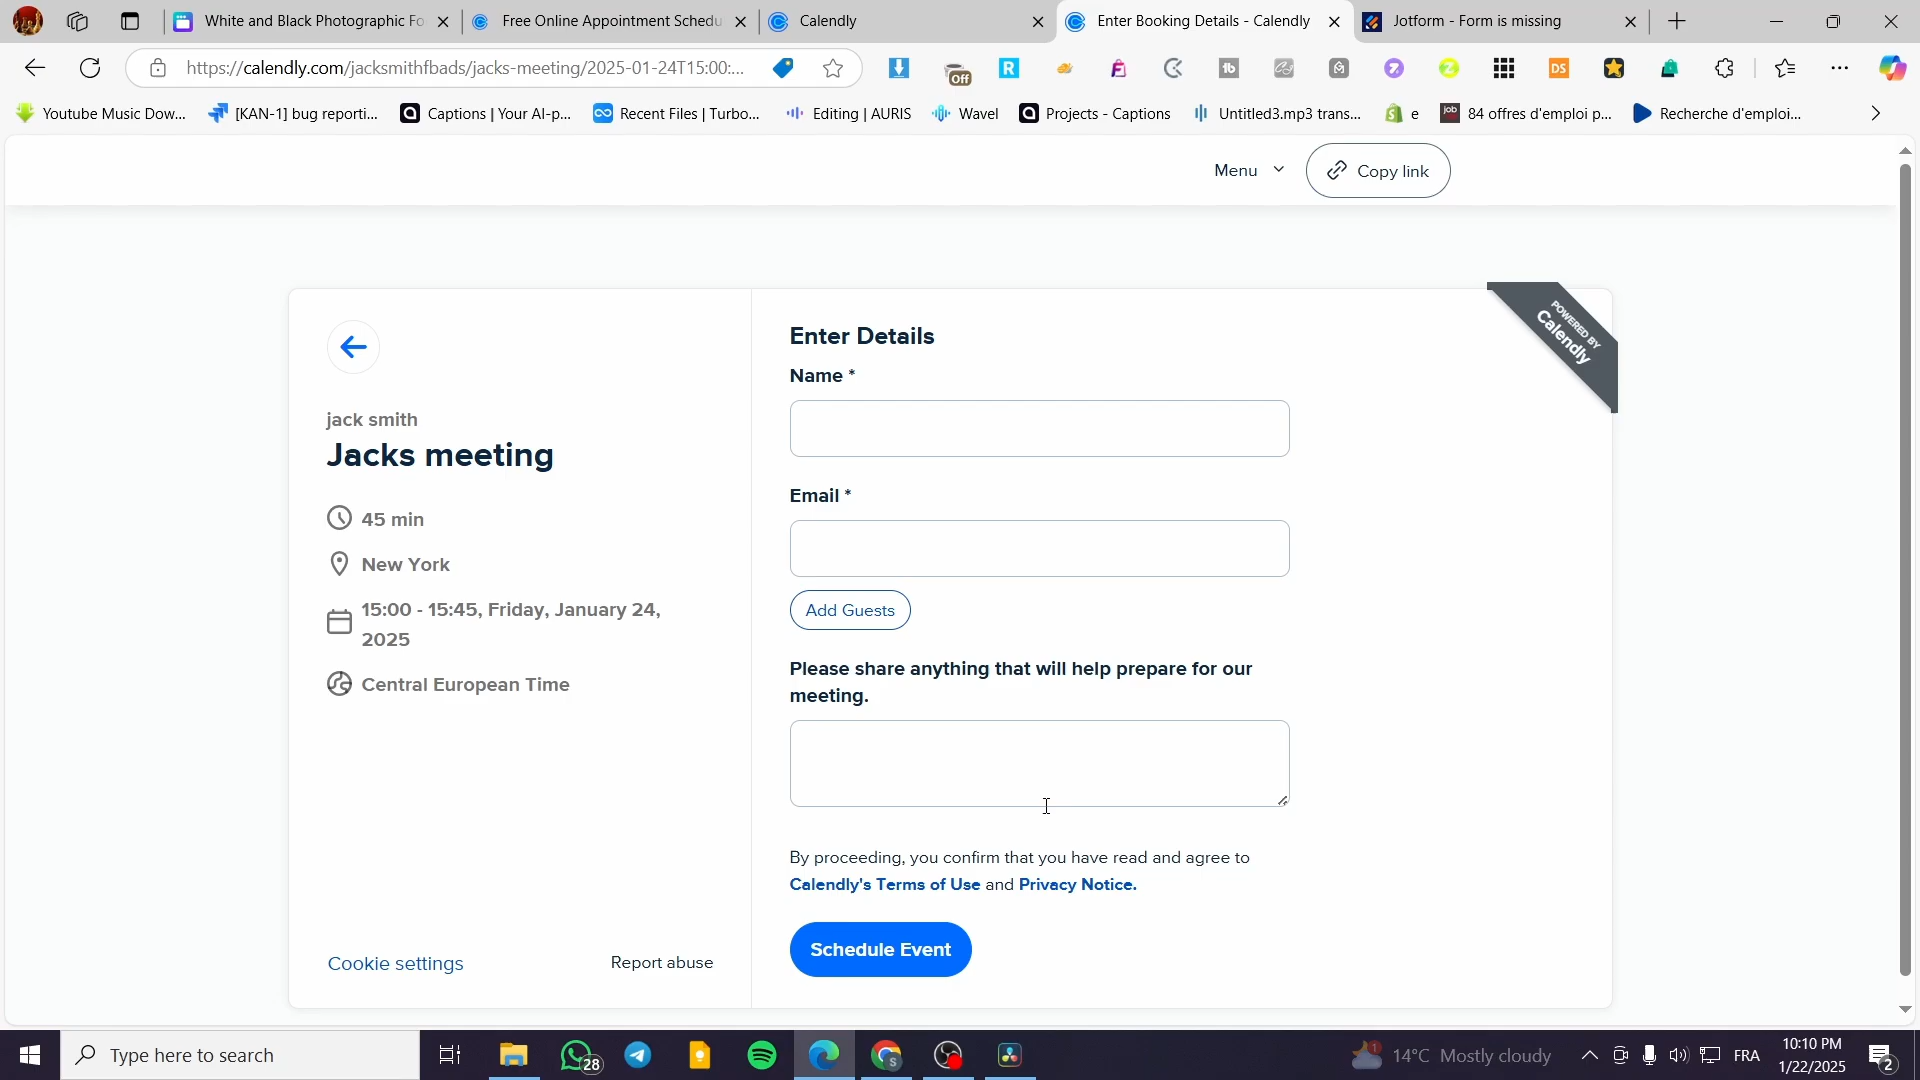 White and Black Photographic Fo
Free Online Appointment Schedu
Calendly
Enter Booking Details - Calendly
Jotform - Form is missing
https://calendly.com/jacksmithfbads/jacks-meeting/2025-01-24T15:00:...
Off
R
tb
DS
Youtube Music Dow...
[KAN-1] bug reporti...
Captions | Your AI-p...
Recent Files | Turbo...
Editing | AURIS
Wavel
Projects - Captions
Untitled3.mp3 trans...
e
job
84 offres d'emploi p...
Recherche d'emploi...
Menu
Copy link
POWERED BY
Calendly
jack smith
Jacks meeting
45 min
New York
15:00 - 15:45, Friday, January 24,
2025
Central European Time
Cookie settings
Report abuse
Enter Details
Name *
Email *
Add Guests
Please share anything that will help prepare for our
meeting.
By proceeding, you confirm that you have read and agree to
Calendly's Terms of Use and Privacy Notice.
Schedule Event
Type here to search
28
S
1
14°C Mostly cloudy
FRA
10:10 PM
1/22/2025
2